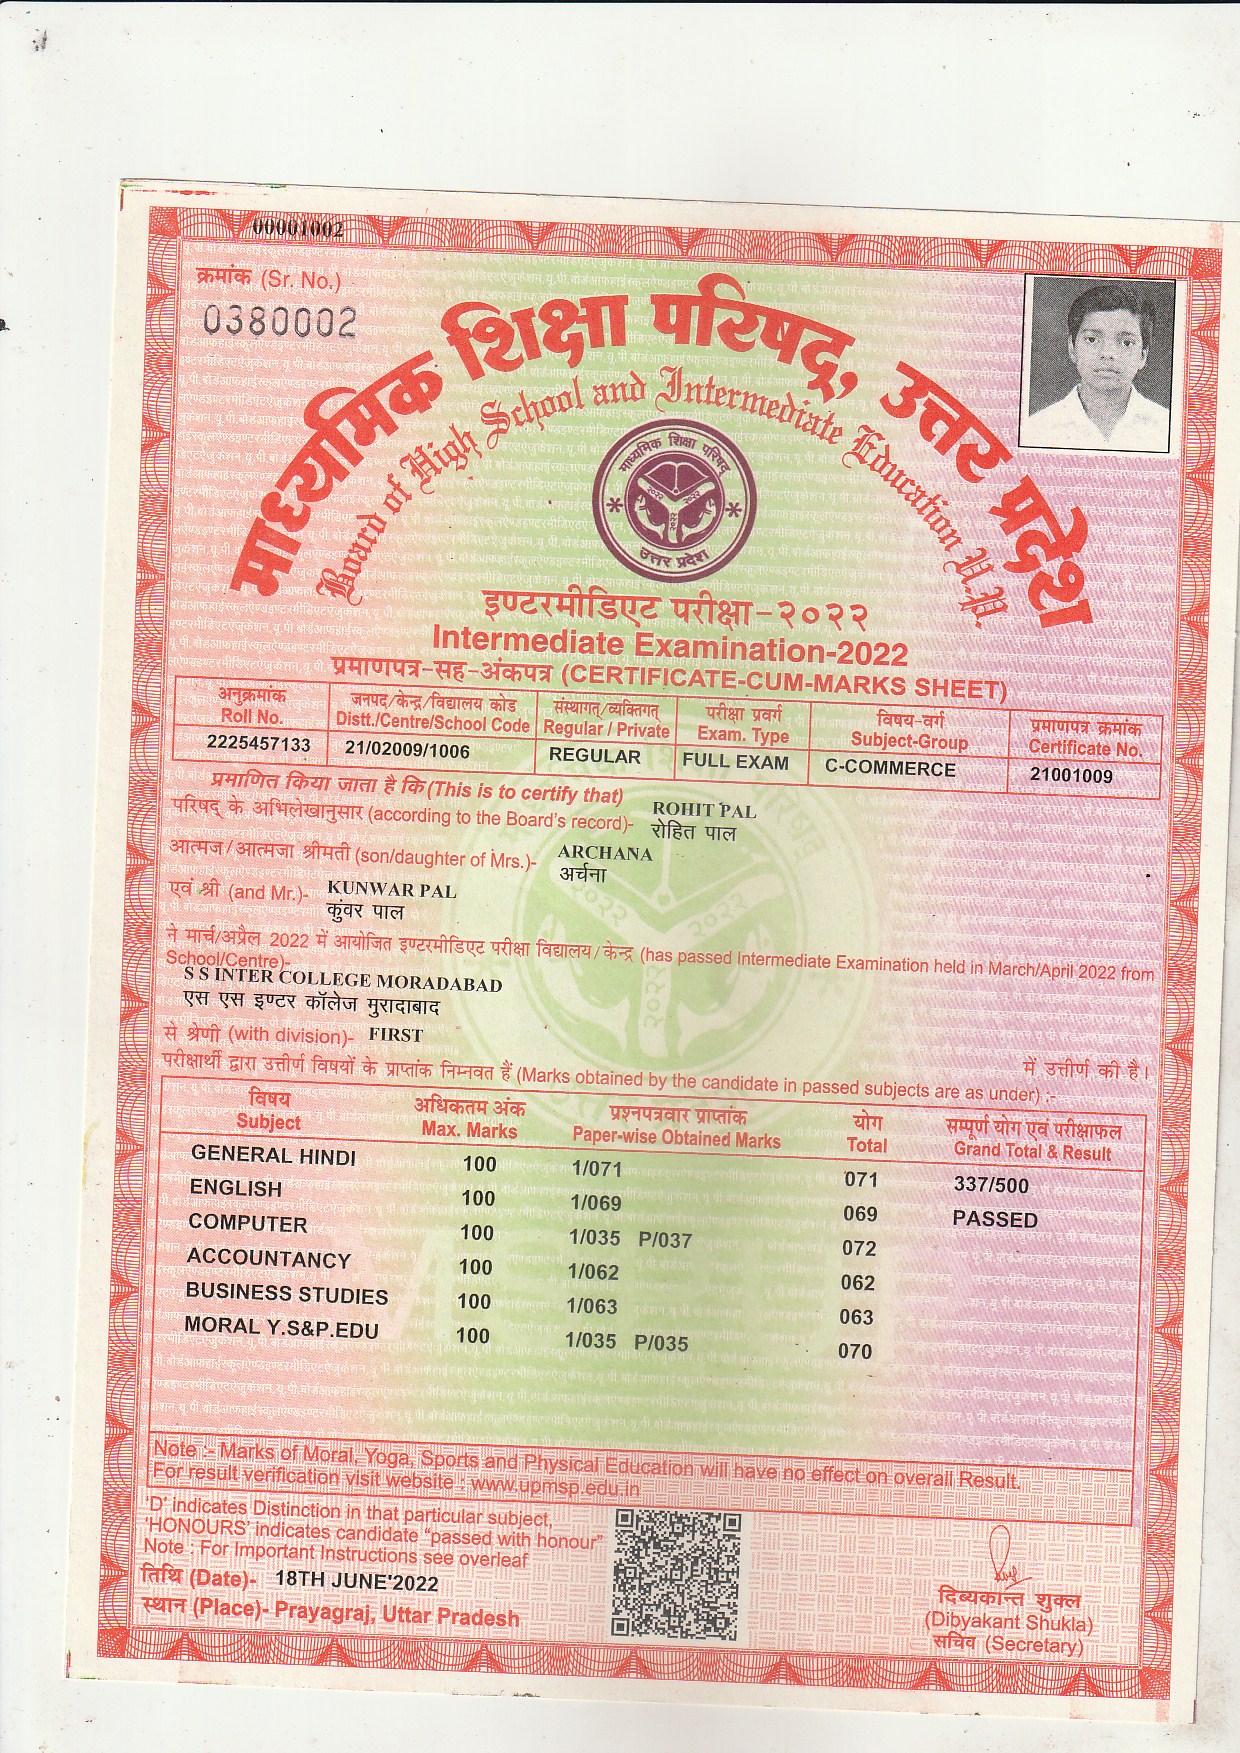 00001002
क्रमांक (Sr. No.)
0380002
माध्यमिक शिक्षा परिषद्, उत्तर प्रदेश
Board of High School and Intermediate Education U.P.
माध्यमिक शिक्षा परिषद्
२०२२ २०२२
२०२२
उत्तर प्रदेश
इण्टरमीडिएट परीक्षा-२०२२
Intermediate Examination-2022
प्रमाणपत्र-सह-अंकपत्र (CERTIFICATE-CUM-MARKS SHEET)
अनुक्रमांक जनपद/केन्द्र/विद्यालय कोड संस्थागत्/व्यक्तिगत् परीक्षा प्रवर्ग विषय-वर्ग प्रमाणपत्र क्रमांक
Roll No. Distt./Centre/School Code Regular / Private Exam. Type Subject-Group Certificate No.
2225457133 21/02009/1006 REGULAR FULL EXAM C-COMMERCE 21001009
प्रमाणित किया जाता है कि (This is to certify that)
परिषद् के अभिलेखानुसार (according to the Board's record)- ROHIT PAL
रोहित पाल
आत्मज/आत्मजा श्रीमती (son/daughter of Mrs.)- ARCHANA
अर्चना
एवं श्री (and Mr.)- KUNWAR PAL
कुंवर पाल
ने मार्च/अप्रैल 2022 में आयोजित इण्टरमीडिएट परीक्षा विद्यालय/केन्द्र (has passed Intermediate Examination held in March/April 2022 from
School/Centre)-
S S INTER COLLEGE MORADABAD
एस एस इण्टर कॉलेज मुरादाबाद
से श्रेणी (with division)- FIRST
में उत्तीर्ण की है।
परीक्षार्थी द्वारा उत्तीर्ण विषयों के प्राप्तांक निम्नवत हैं (Marks obtained by the candidate in passed subjects are as under) :-
विषय अधिकतम अंक प्रश्नपत्रवार प्राप्तांक योग सम्पूर्ण योग एवं परीक्षाफल
Subject Max. Marks Paper-wise Obtained Marks Total Grand Total & Result
GENERAL HINDI 100 1/071 071 337/500
ENGLISH 100 1/069 069 PASSED
COMPUTER 100 1/035 P/037 072
ACCOUNTANCY 100 1/062 062
BUSINESS STUDIES 100 1/063 063
MORAL Y.S&P.EDU 100 1/035 P/035 070
Note :- Marks of Moral, Yoga, Sports and Physical Education will have no effect on overall Result.
For result verification visit website : www.upmsp.edu.in
'D' indicates Distinction in that particular subject,
'HONOURS' indicates candidate "passed with honour"
Note : For Important Instructions see overleaf
तिथि (Date)- 18TH JUNE'2022
स्थान (Place)- Prayagraj, Uttar Pradesh
दिब्यकान्त शुक्ल
(Dibyakant Shukla)
सचिव (Secretary)